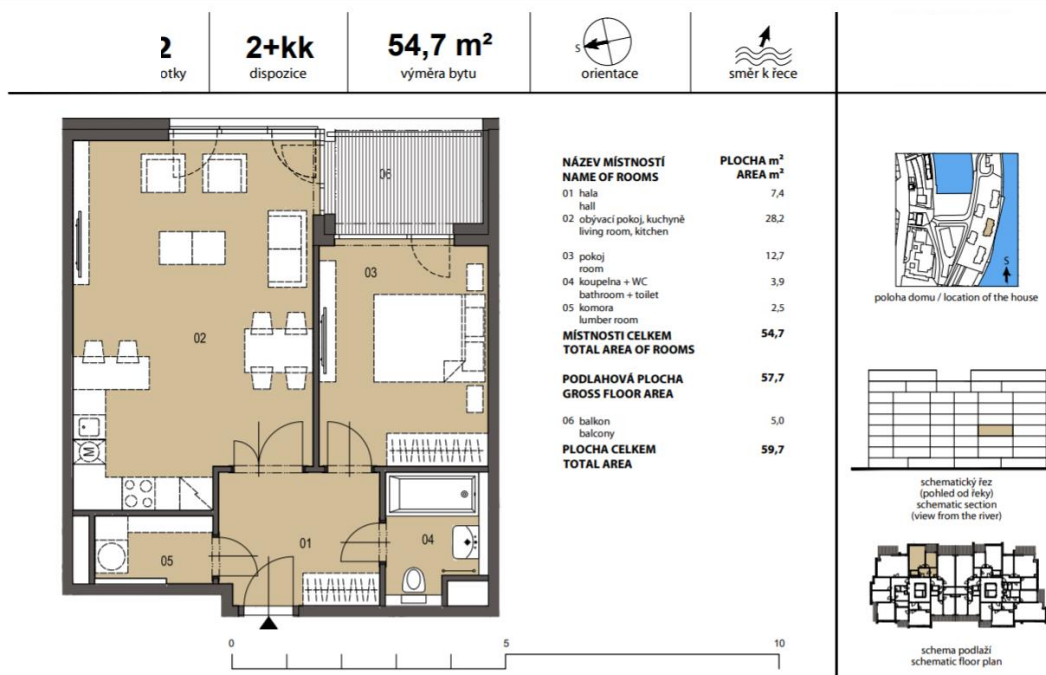 2
otky
2+kk
dispozice
54,7 m²
výměra bytu
S
orientace
směr k řece
NÁZEV MÍSTNOSTÍ PLOCHA m²
NAME OF ROOMS AREA m²
01 hala 7,4
hall
02 obývací pokoj, kuchyně 28,2
living room, kitchen
03 pokoj 12,7
room
04 koupelna + WC 3,9
bathroom + toilet
05 komora 2,5
lumber room
MÍSTNOSTI CELKEM 54,7
TOTAL AREA OF ROOMS
PODLAHOVÁ PLOCHA 57,7
GROSS FLOOR AREA
06 balkon 5,0
balcony
PLOCHA CELKEM 59,7
TOTAL AREA
06
03
02
M
05
01
04
0 5 10
S
poloha domu / location of the house
schematický řez
(pohled od řeky)
schematic section
(view from the river)
schema podlaží
schematic floor plan